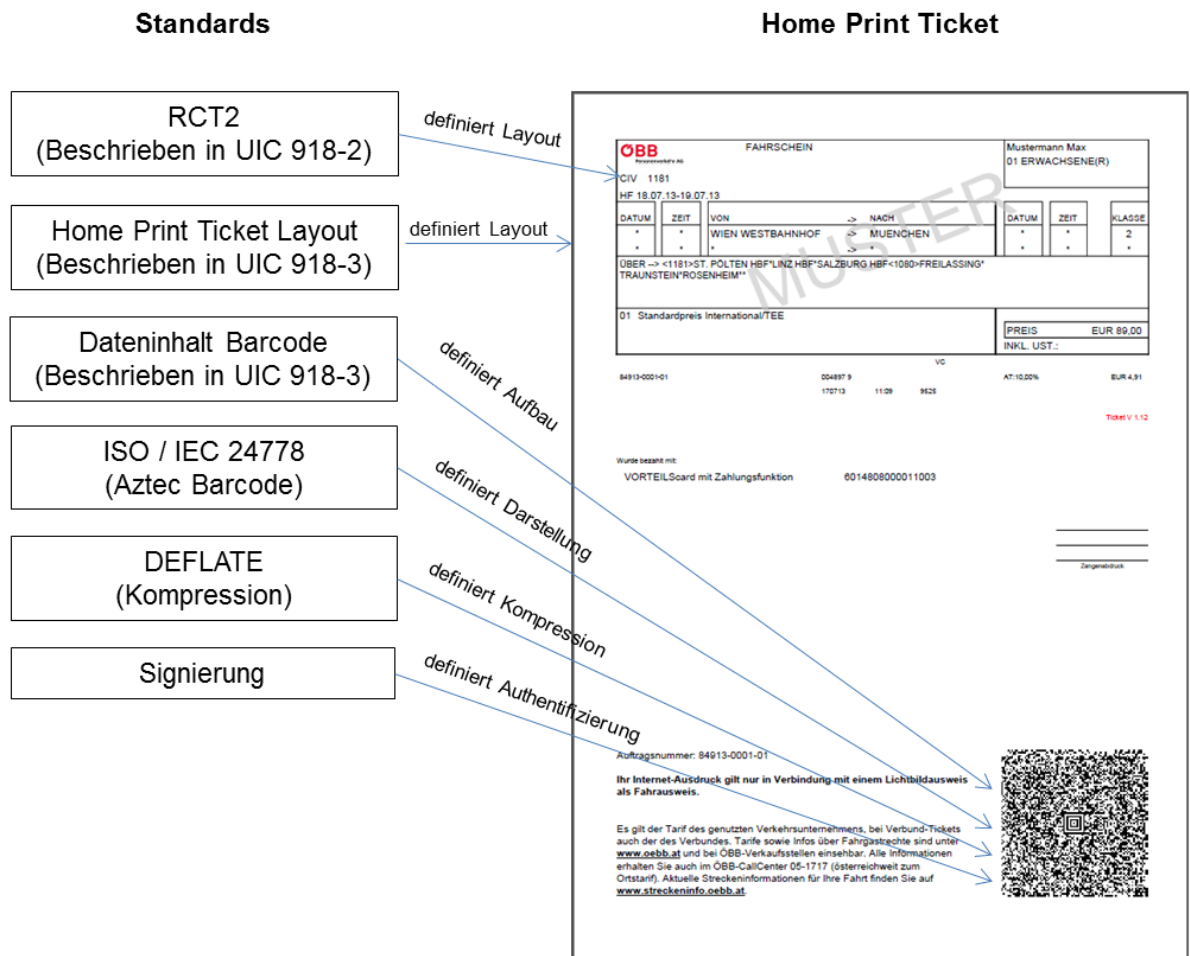 Standards
Home Print Ticket
RCT2
(Beschrieben in UIC 918-2)
definiert Layout
Home Print Ticket Layout
(Beschrieben in UIC 918-3)
definiert Layout
Dateninhalt Barcode
(Beschrieben in UIC 918-3)
definiert Aufbau
ISO / IEC 24778
(Aztec Barcode)
definiert Darstellung
DEFLATE
(Kompression)
definiert Kompression
Signierung
definiert Authentifizierung
ÖBB
Personenverkehr AG
FAHRSCHEIN
Mustermann Max
01 ERWACHSENE(R)
CIV 1181
HF 18.07.13-19.07.13
DATUM ZEIT VON -> NACH DATUM ZEIT KLASSE
* * WIEN WESTBAHNHOF -> MUENCHEN * * 2
* * * -> * * * *
MUSTER
ÜBER --> <1181>ST. PÖLTEN HBF*LINZ HBF*SALZBURG HBF<1080>FREILASSING*
TRAUNSTEIN*ROSENHEIM**
01 Standardpreis International/TEE
PREIS EUR 89,00
INKL. UST.:
VC
84913-0001-01 004897 9 AT:10,00% EUR 4,91
170713 11:09 9525
Ticket V 1.12
Wurde bezahlt mit:
VORTEILScard mit Zahlungsfunktion 6014808000011003
Zangenabdruck
Auftragsnummer: 84913-0001-01
Ihr Internet-Ausdruck gilt nur in Verbindung mit einem Lichtbildausweis
als Fahrausweis.
Es gilt der Tarif des genutzten Verkehrsunternehmens, bei Verbund-Tickets
auch der des Verbundes. Tarife sowie Infos über Fahrgastrechte sind unter
www.oebb.at und bei ÖBB-Verkaufsstellen einsehbar. Alle Informationen
erhalten Sie auch im ÖBB-CallCenter 05-1717 (österreichweit zum
Ortstarif). Aktuelle Streckeninformationen für Ihre Fahrt finden Sie auf
www.streckeninfo.oebb.at.